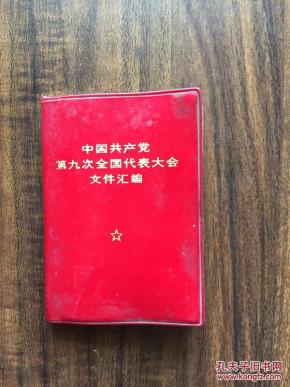 中国共产党
第九次全国代表大会
文件汇编
孔夫子旧书网